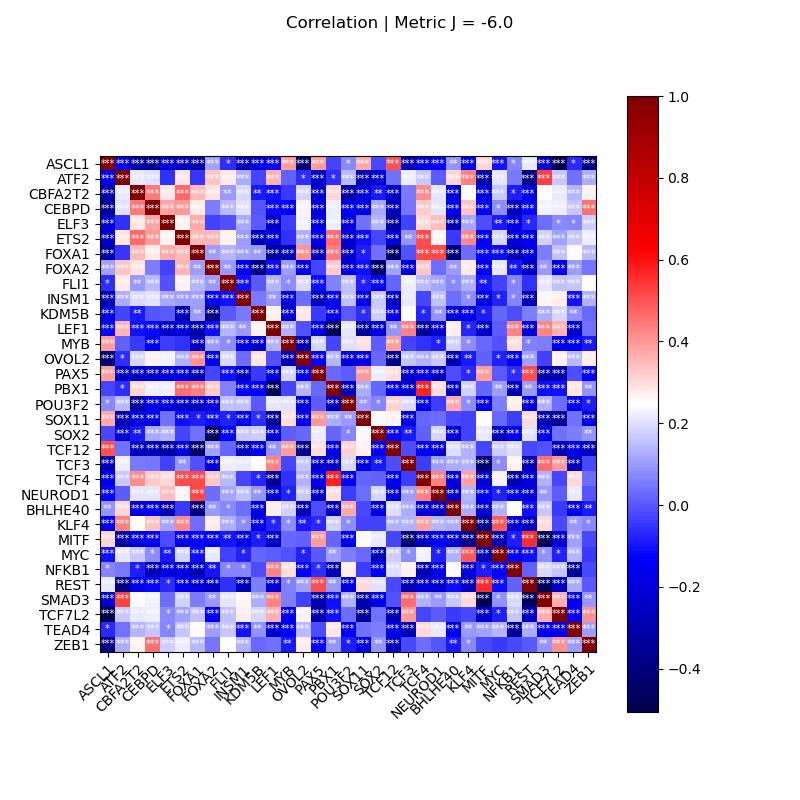 Correlation | Metric J = -6.0
ASCL1
ATF2
CBFA2T2
CEBPD
ELF3
ETS2
FOXA1
FOXA2
FLI1
INSM1
KDM5B
LEF1
MYB
OVOL2
PAX5
PBX1
POU3F2
SOX11
SOX2
TCF12
TCF3
TCF4
NEUROD1
BHLHE40
KLF4
MITF
MYC
NFKB1
REST
SMAD3
TCF7L2
TEAD4
ZEB1
ASCL1
ATF2
CBFA2T2
CEBPD
ELF3
ETS2
FOXA1
FOXA2
FLI1
INSM1
KDM5B
LEF1
MYB
OVOL2
PAX5
PBX1
POU3F2
SOX11
SOX2
TCF12
TCF3
TCF4
NEUROD1
BHLHE40
KLF4
MITF
MYC
NFKB1
REST
SMAD3
TCF7L2
TEAD4
ZEB1
1.0
0.8
0.6
0.4
0.2
0.0
−0.2
−0.4